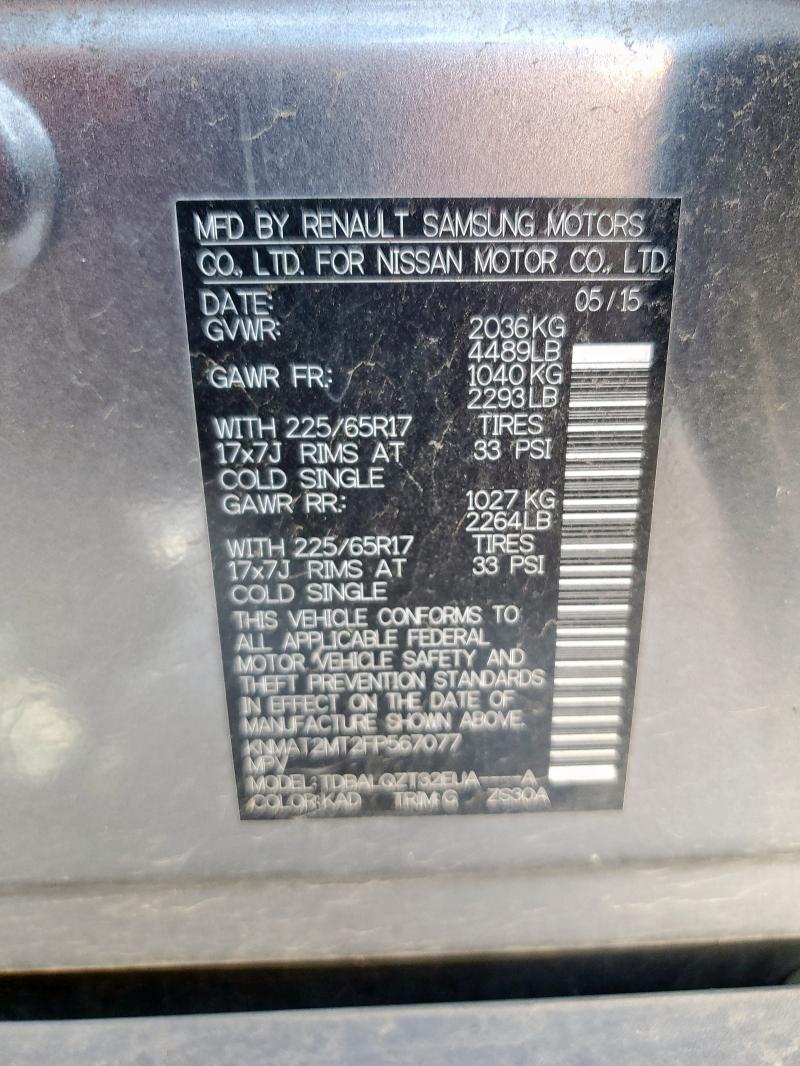 MFD BY RENAULT SAMSUNG MOTORS
CO., LTD. FOR NISSAN MOTOR CO., LTD.
DATE: 05/15
GVWR: 2036KG
4489LB
GAWR FR.: 1040KG
2293LB
WITH 225/65R17 TIRES
17x7J RIMS AT 33 PSI
COLD SINGLE
GAWR RR.: 1027 KG
2264LB
WITH 225/65R17 TIRES
17x7J RIMS AT 33 PSI
COLD SINGLE
THIS VEHICLE CONFORMS TO
ALL APPLICABLE FEDERAL
MOTOR VEHICLE SAFETY AND
THEFT PREVENTION STANDARDS
IN EFFECT ON THE DATE OF
MANUFACTURE SHOWN ABOVE.
KNMAT2MT2FP567077
MPV
MODEL: TDBALQZT32EUA----A
COLOR:KAD TRIM:G ZS30A